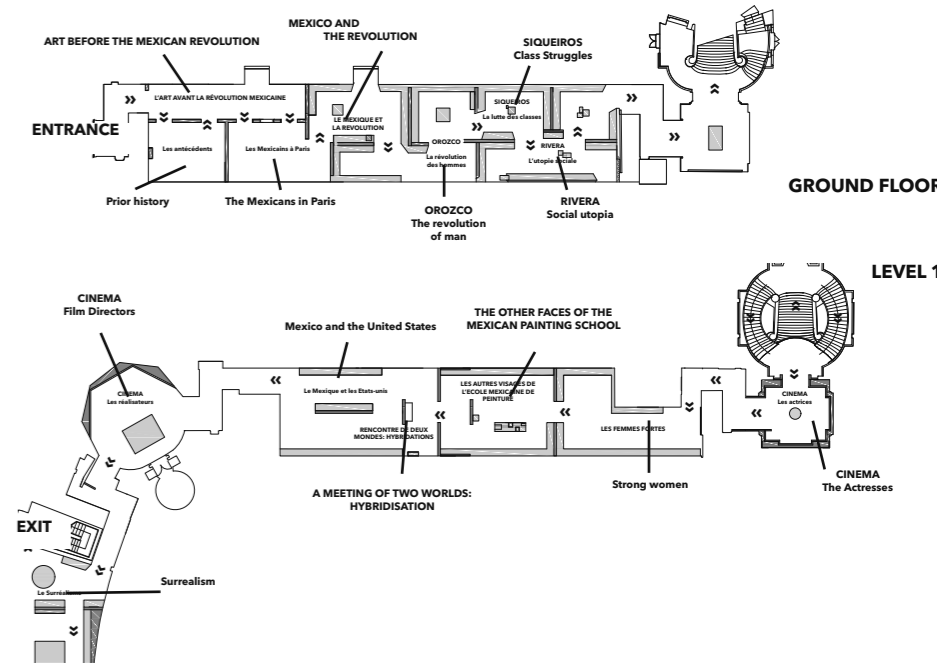 MEXICO AND
THE REVOLUTION
ART BEFORE THE MEXICAN REVOLUTION
SIQUEIROS
Class Struggles
L'ART AVANT LA RÉVOLUTION MEXICAINE
SIQUEIROS
La lutte des classes
LE MEXIQUE ET
LA REVOLUTION
ENTRANCE
Les antécédents
Les Mexicains à Paris
OROZCO
La révolution
des hommes
RIVERA
L'utopie sociale
GROUND FLOOR
Prior history
The Mexicans in Paris
OROZCO
The revolution
of man
RIVERA
Social utopia
LEVEL 1
CINEMA
Film Directors
Mexico and the United States
THE OTHER FACES OF THE
MEXICAN PAINTING SCHOOL
CINEMA
Les réalisateurs
Le Mexique et les Etats-unis
LES AUTRES VISAGES DE
L'ECOLE MEXICAINE DE
PEINTURE
CINEMA
Les actrices
RENCONTRE DE DEUX
MONDES: HYBRIDATIONS
LES FEMMES FORTES
CINEMA
The Actresses
Strong women
A MEETING OF TWO WORLDS:
HYBRIDISATION
EXIT
Surrealism
Le Surréalisme